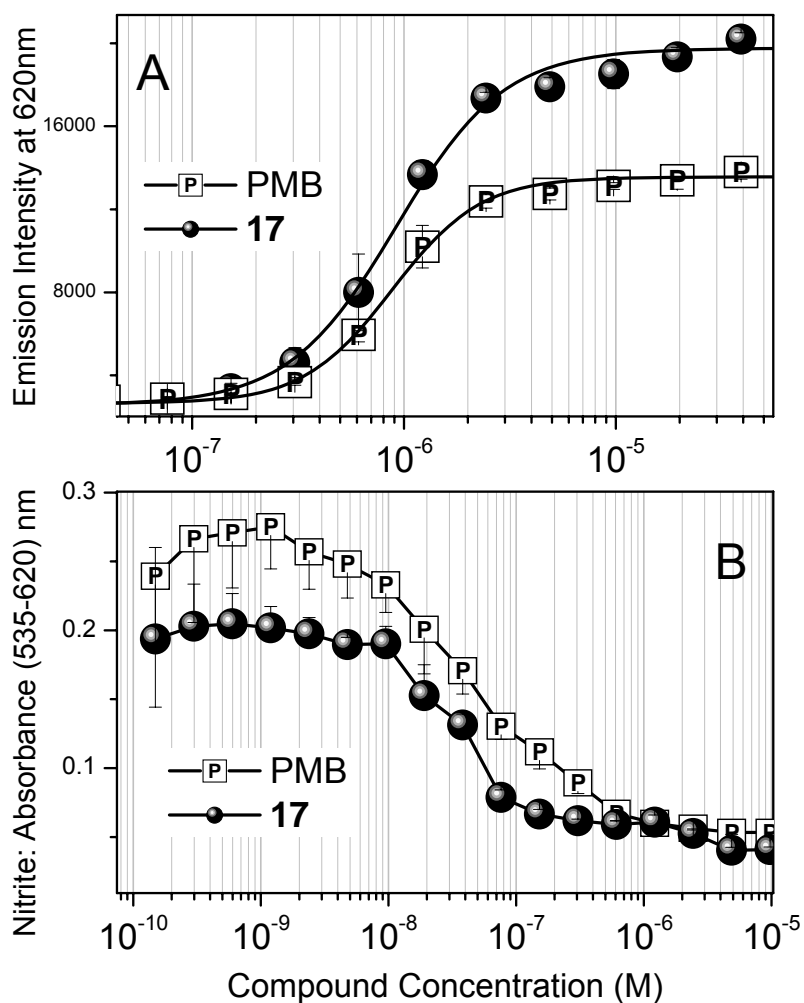 A
Emission Intensity at 620nm
16000
8000
P PMB
17
10⁻⁷ 10⁻⁶ 10⁻⁵
B
Nitrite: Absorbance (535-620) nm
0.3
0.2
0.1
P PMB
17
10⁻¹⁰ 10⁻⁹ 10⁻⁸ 10⁻⁷ 10⁻⁶ 10⁻⁵
Compound Concentration (M)